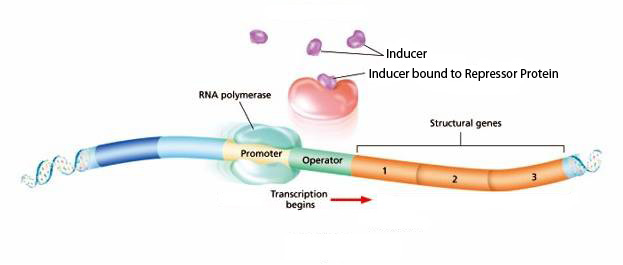 Inducer
Inducer bound to Repressor Protein
RNA polymerase
Structural genes
Promoter
Operator
1
2
3
Transcription
begins